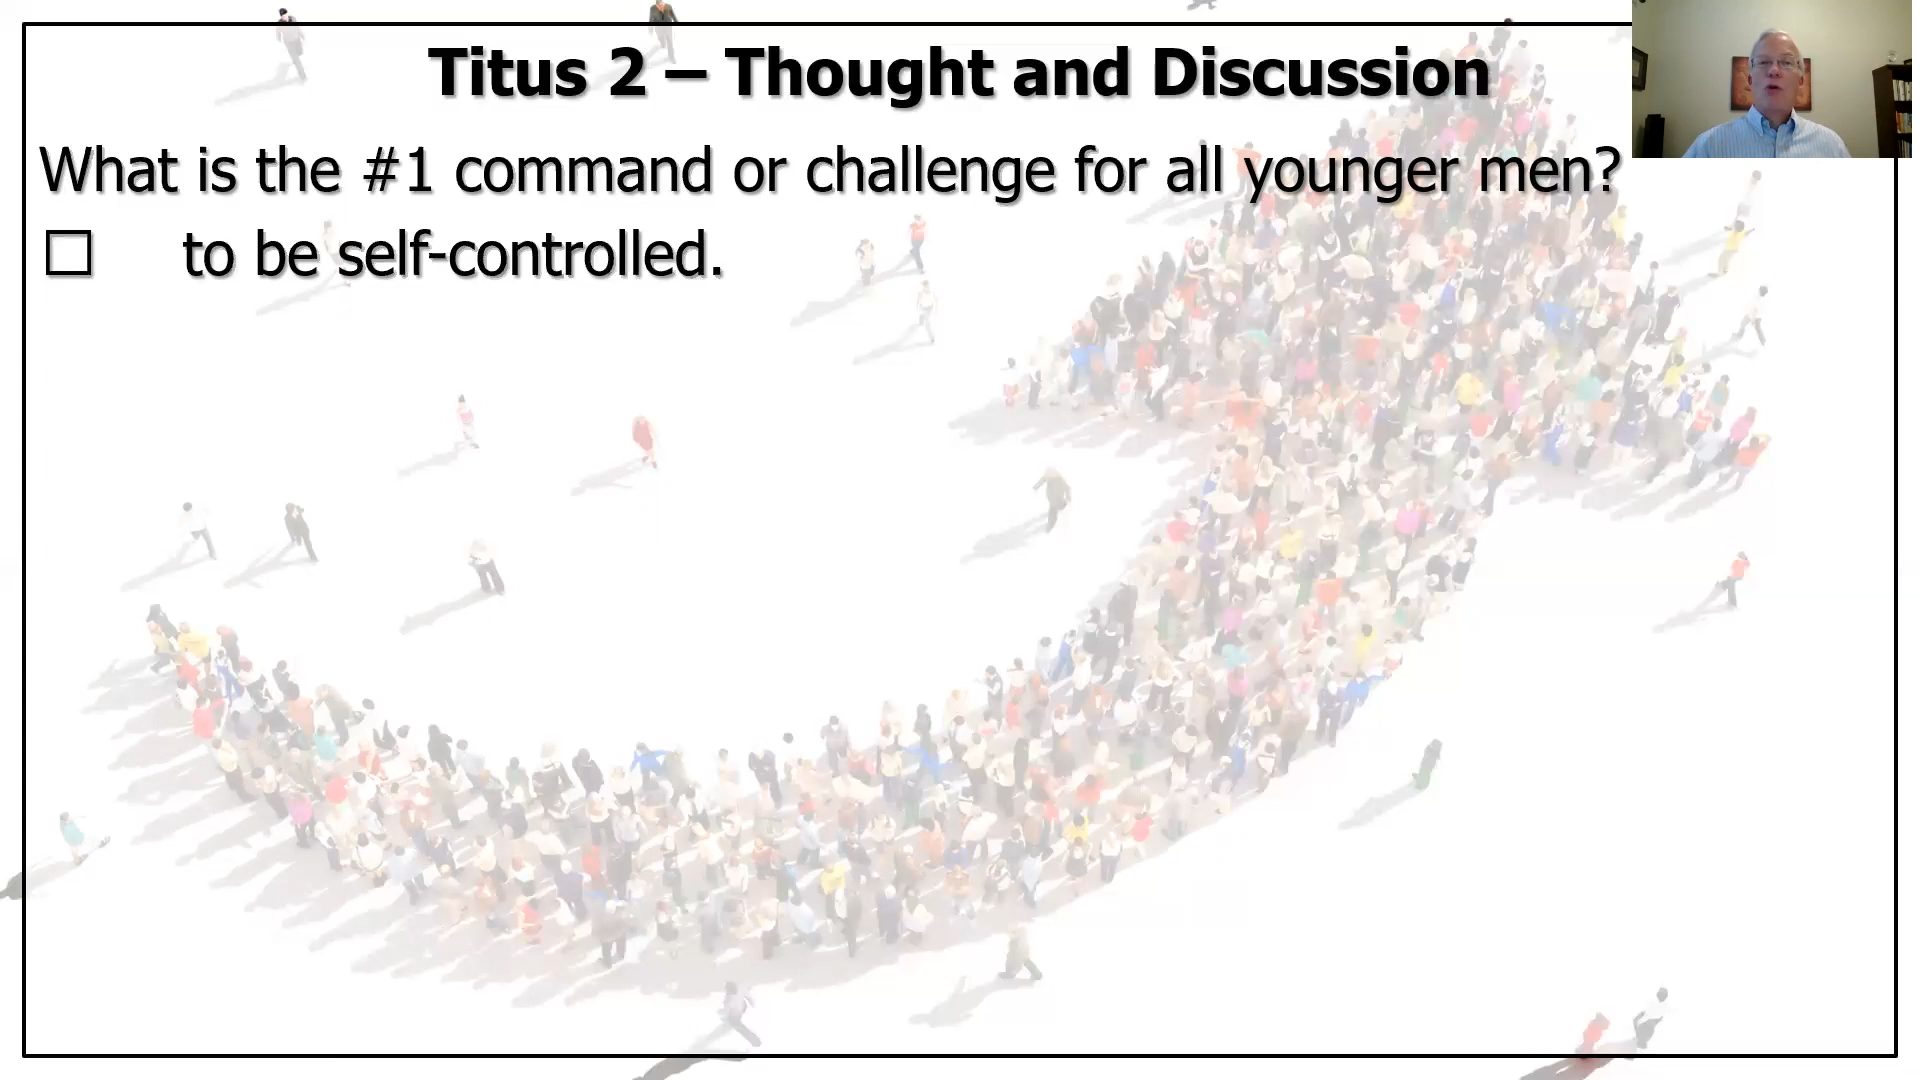 Titus 2 – Thought and Discussion
What is the #1 command or challenge for all younger men?
☐ to be self-controlled.